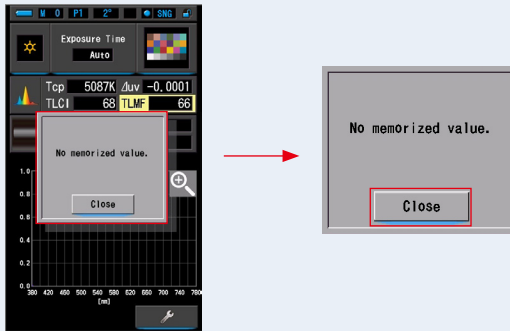 M 0 P1 2° SNG
Exposure Time
Auto
Tcp 5087K ⊿uv -0.0001
TLCI 68 TLMF 66
No memorized value.
Close
1.0
0.8
0.6
0.4
0.2
0.0
380 420 460 500 540 580 620 660 700 740 780
[nm]
No memorized value.
Close